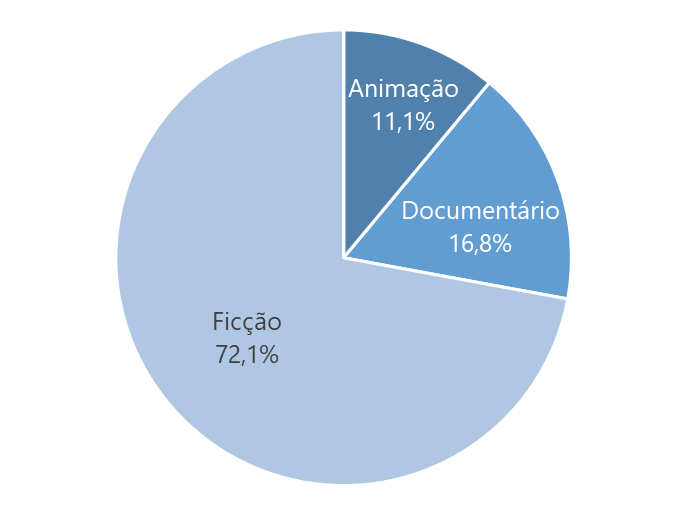 Animação
11,1%
Documentário
16,8%
Ficção
72,1%